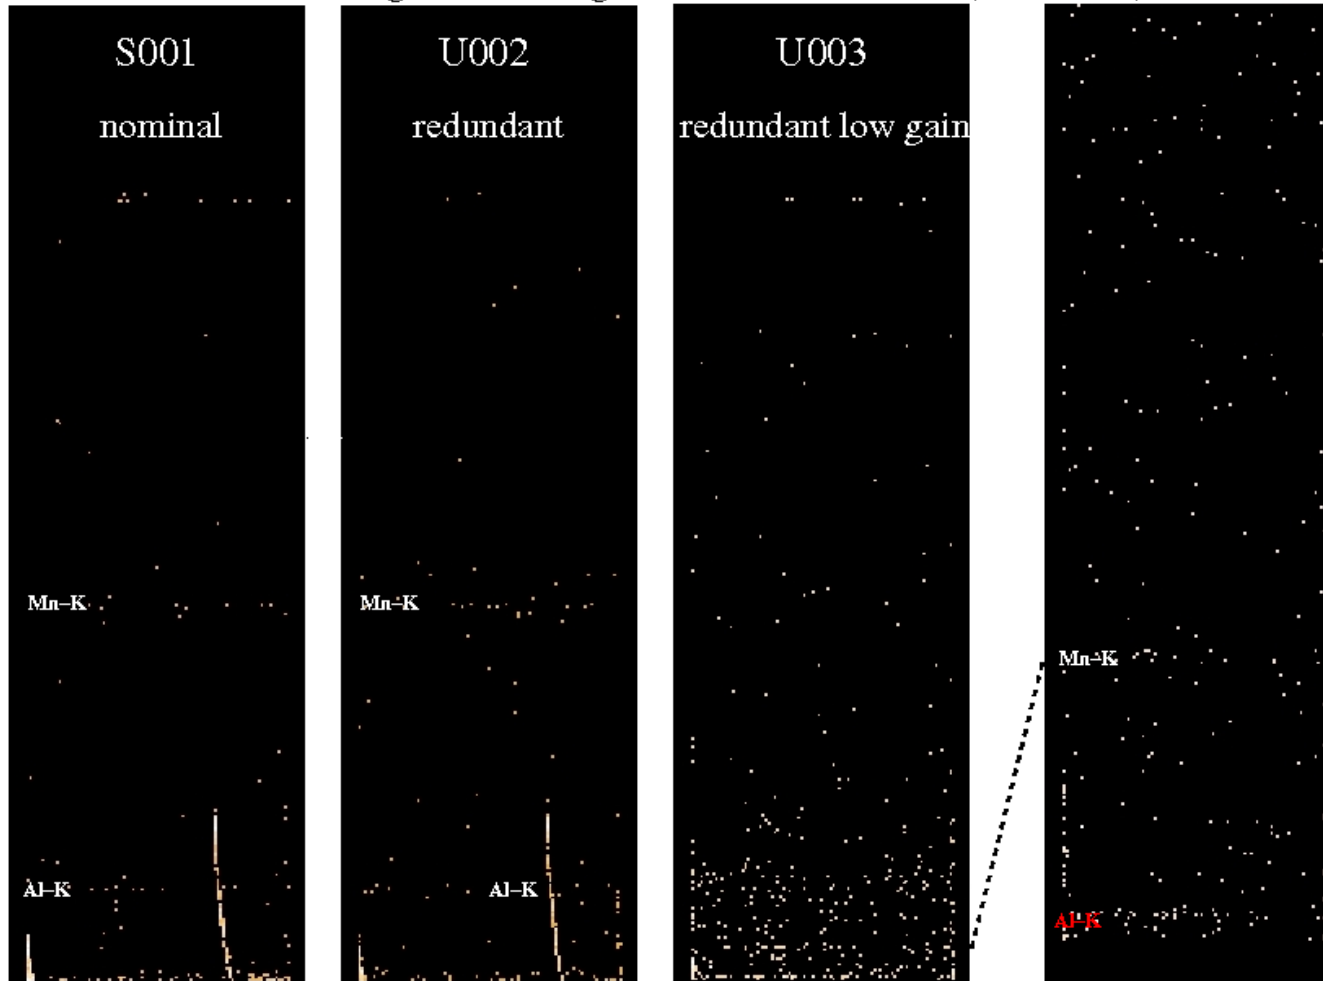 S001
nominal
Mn–K
Al–K
U002
redundant
Mn–K
Al–K
U003
redundant low gain
Mn–K
Al–K